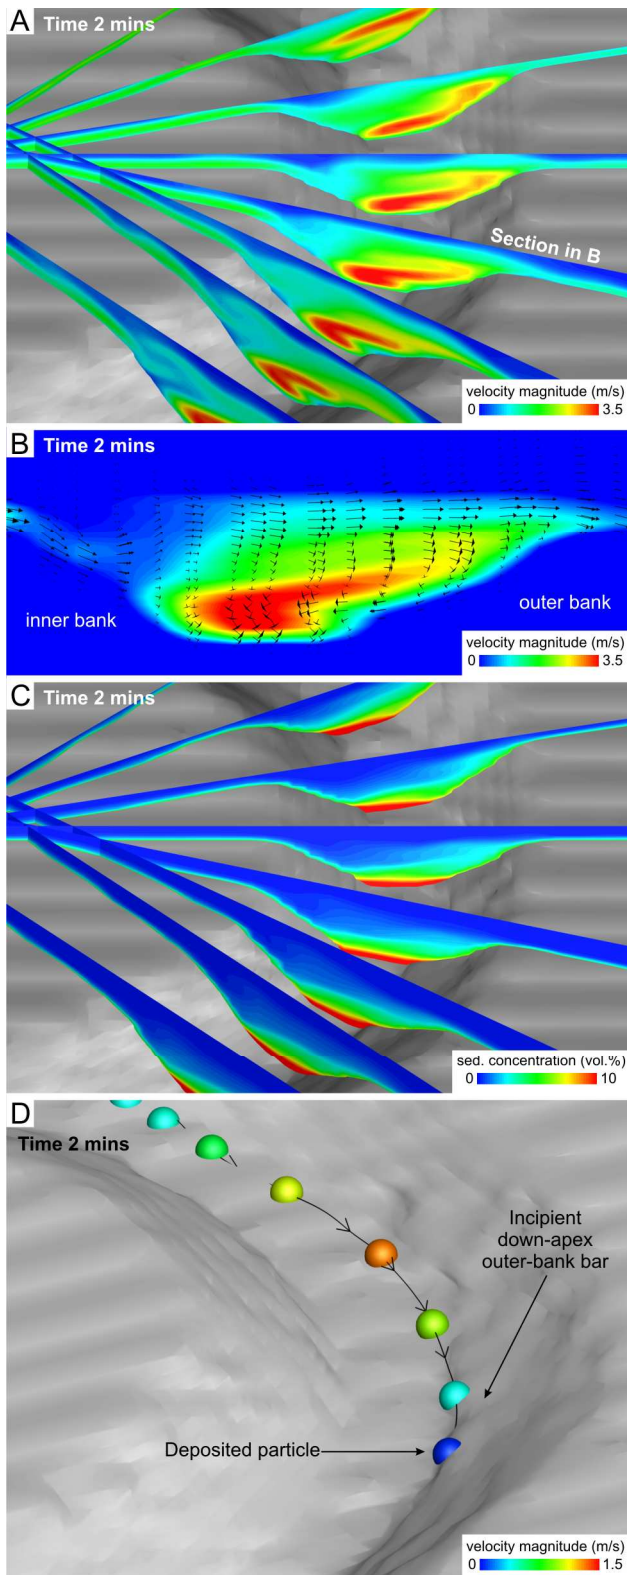 A
Time 2 mins
Section in B
velocity magnitude (m/s)
0 3.5
B
Time 2 mins
inner bank
outer bank
velocity magnitude (m/s)
0 3.5
C
Time 2 mins
sed. concentration (vol.%)
0 10
D
Time 2 mins
Incipient
down-apex
outer-bank bar
Deposited particle
velocity magnitude (m/s)
0 1.5